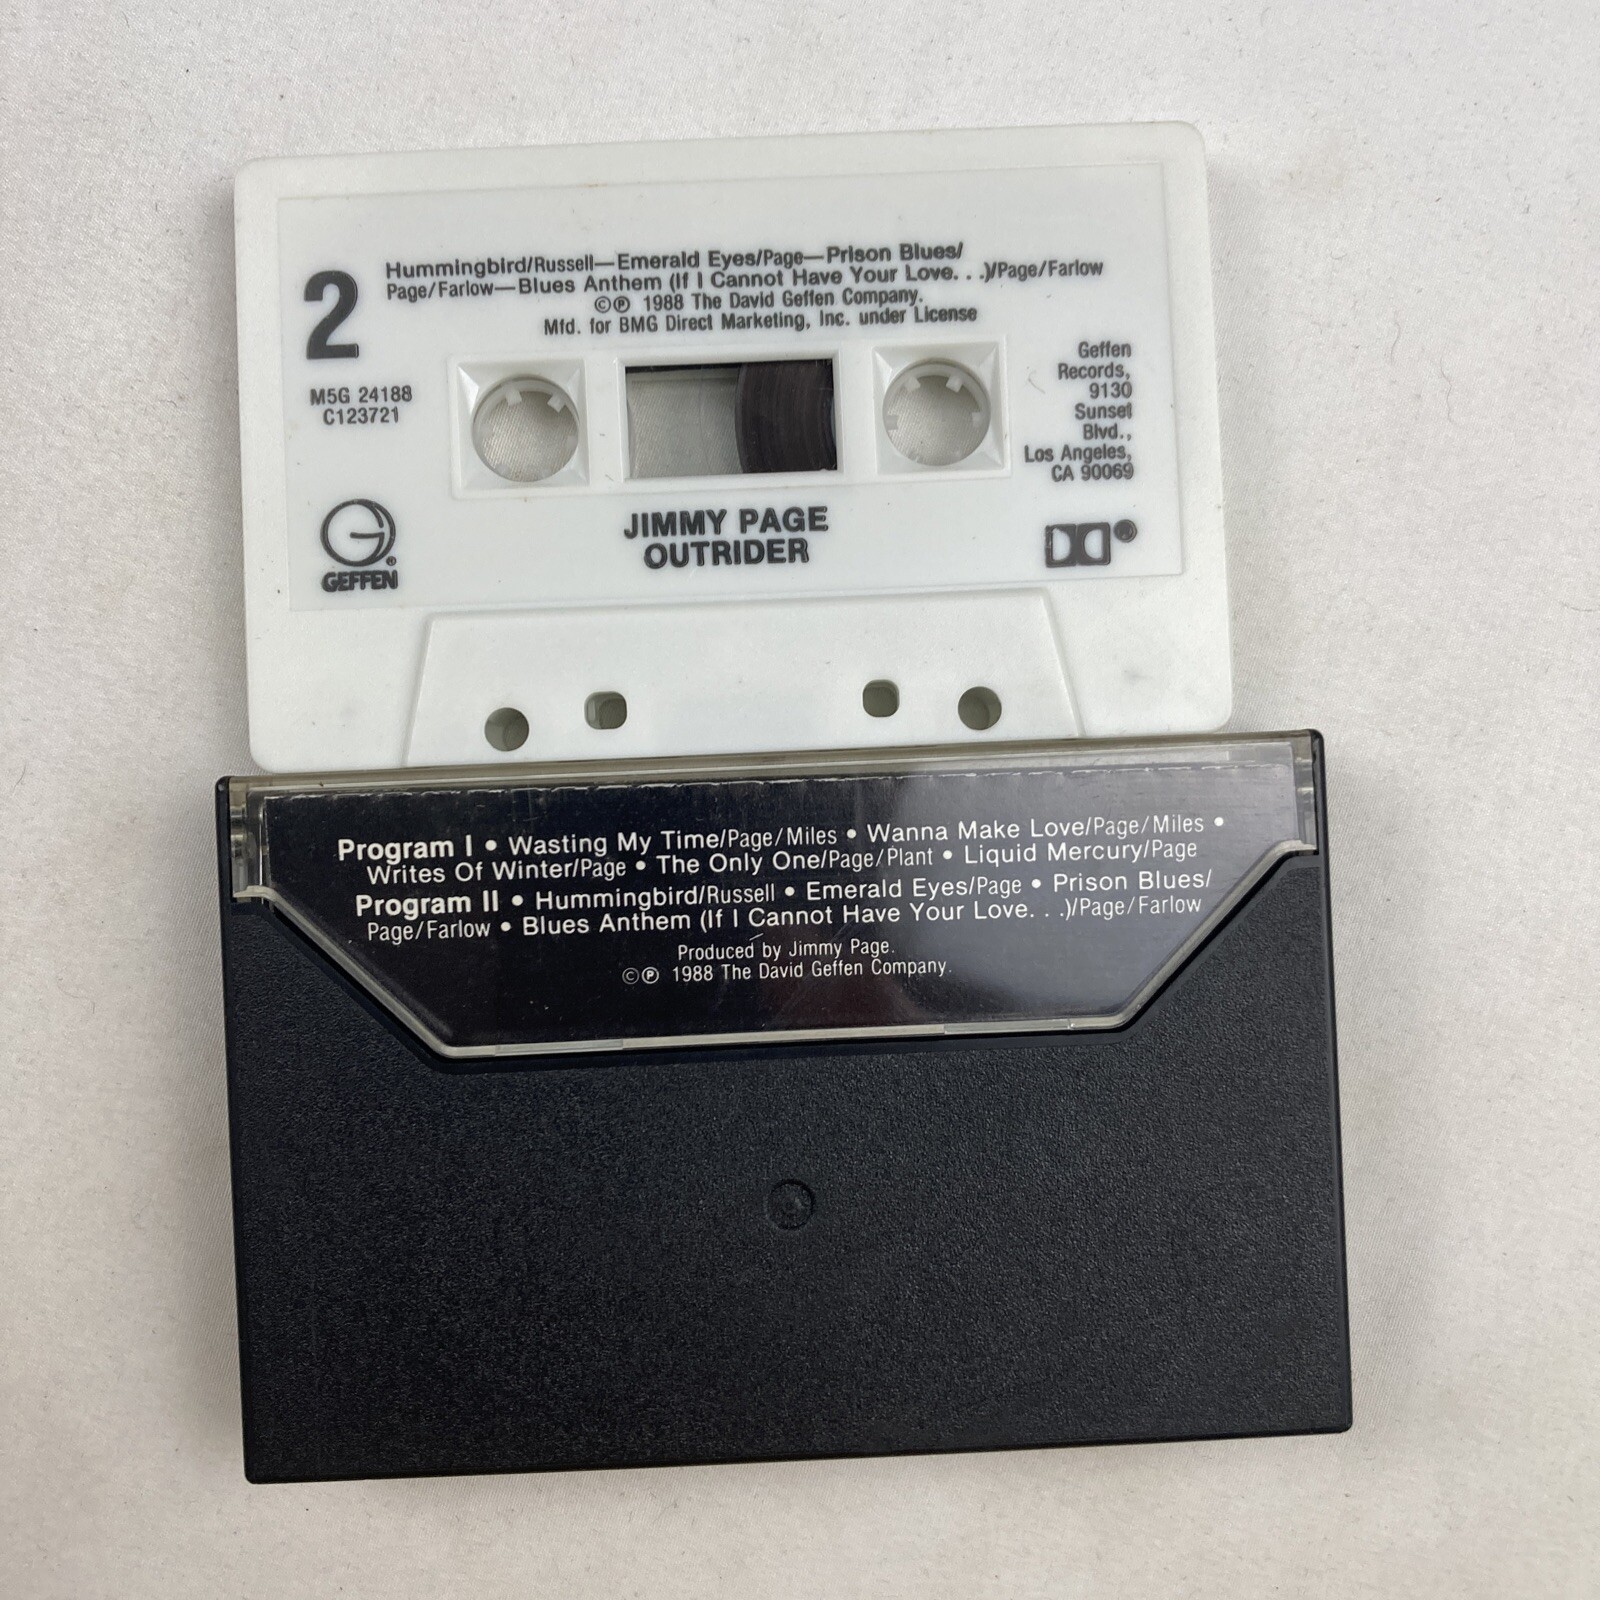 2
Hummingbird/Russell—Emerald Eyes/Page—Prison Blues/
Page/Farlow—Blues Anthem (If I Cannot Have Your Love. . .)/Page/Farlow
©℗ 1988 The David Geffen Company.
Mfd. for BMG Direct Marketing, Inc. under License
M5G 24188
C123721
Geffen
Records,
9130
Sunset
Blvd.,
Los Angeles,
CA 90069
GEFFEN®
JIMMY PAGE
OUTRIDER
Program I • Wasting My Time/Page/Miles • Wanna Make Love/Page/Miles •
Writes Of Winter/Page • The Only One/Page/Plant • Liquid Mercury/Page
Program II • Hummingbird/Russell • Emerald Eyes/Page • Prison Blues/
Page/Farlow • Blues Anthem (If I Cannot Have Your Love. . .)/Page/Farlow
Produced by Jimmy Page.
©℗ 1988 The David Geffen Company.